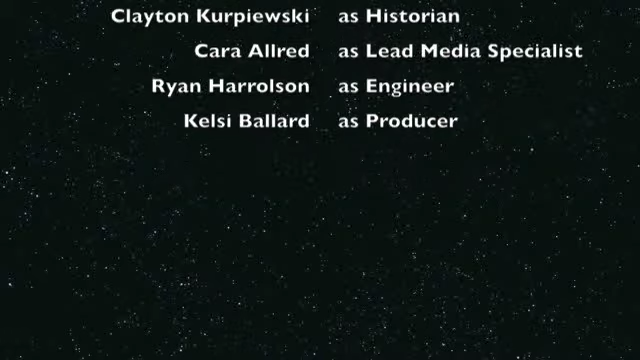 Clayton Kurpiewski as Historian
Cara Allred as Lead Media Specialist
Ryan Harrolson as Engineer
Kelsi Ballard as Producer